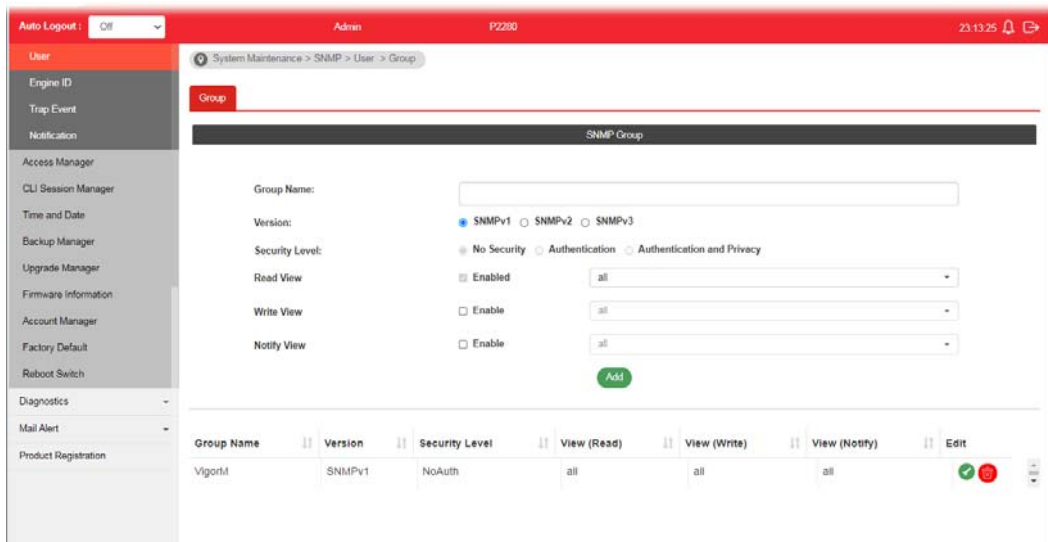 Auto Logout : Off Admin P2280 23:13:25
User
Engine ID
Trap Event
Notification
Access Manager
CLI Session Manager
Time and Date
Backup Manager
Upgrade Manager
Firmware Information
Account Manager
Factory Default
Reboot Switch
Diagnostics
Mail Alert
Product Registration
System Maintenance > SNMP > User > Group
Group
SNMP Group
Group Name:
Version: SNMPv1 SNMPv2 SNMPv3
Security Level: No Security Authentication Authentication and Privacy
Read View Enabled all
Write View Enable all
Notify View Enable all
Add
Group Name Version Security Level View (Read) View (Write) View (Notify) Edit
VigorM SNMPv1 NoAuth all all all